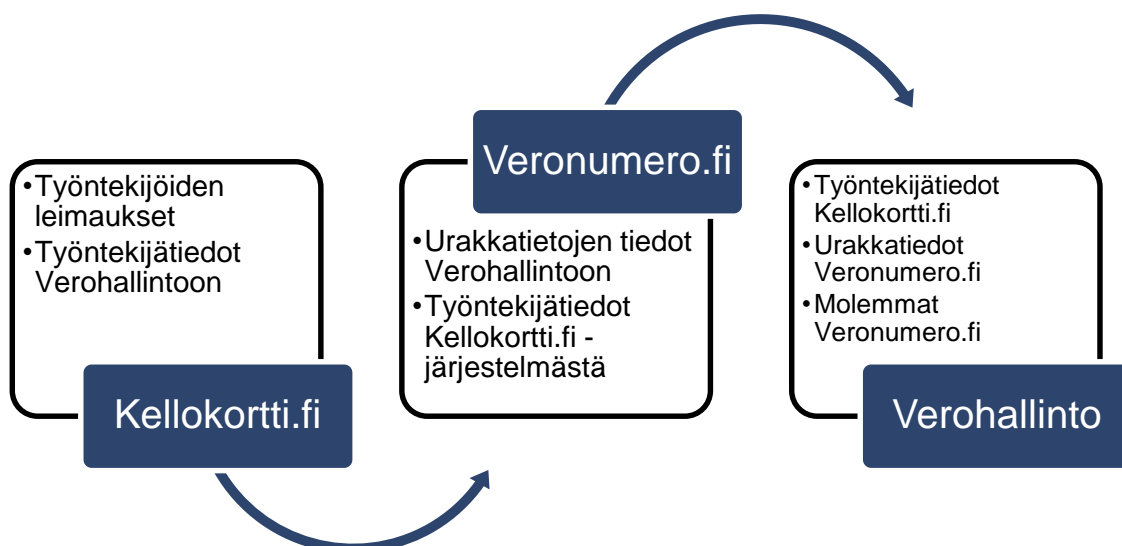 •Työntekijöiden
leimaukset
•Työntekijätiedot
Verohallintoon
Kellokortti.fi
Veronumero.fi
•Urakkatietojen tiedot
Verohallintoon
•Työntekijätiedot
Kellokortti.fi -
järjestelmästä
•Työntekijätiedot
Kellokortti.fi
•Urakkatiedot
Veronumero.fi
•Molemmat
Veronumero.fi
Verohallinto